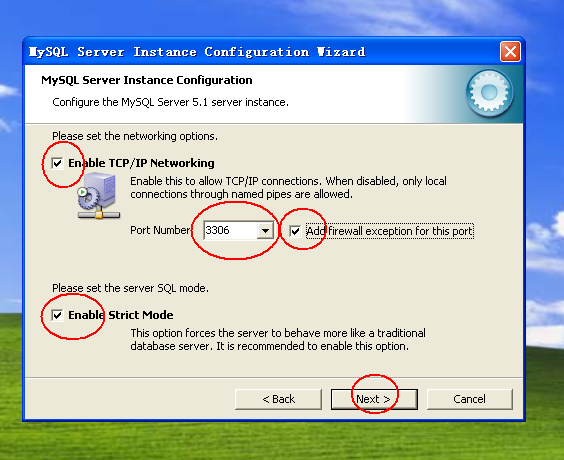 MySQL Server Instance Configuration Wizard
MySQL Server Instance Configuration
Configure the MySQL Server 5.1 server instance.
Please set the networking options.
Enable TCP/IP Networking
Enable this to allow TCP/IP connections. When disabled, only local
connections through named pipes are allowed.
Port Number: 3306 Add firewall exception for this port
Please set the server SQL mode.
Enable Strict Mode
This option forces the server to behave more like a traditional
database server. It is recommended to enable this option.
< Back Next > Cancel